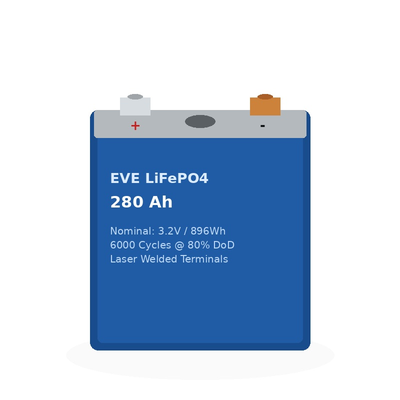 + -
EVE LiFePO4
280 Ah
Nominal: 3.2V / 896Wh
6000 Cycles @ 80% DoD
Laser Welded Terminals